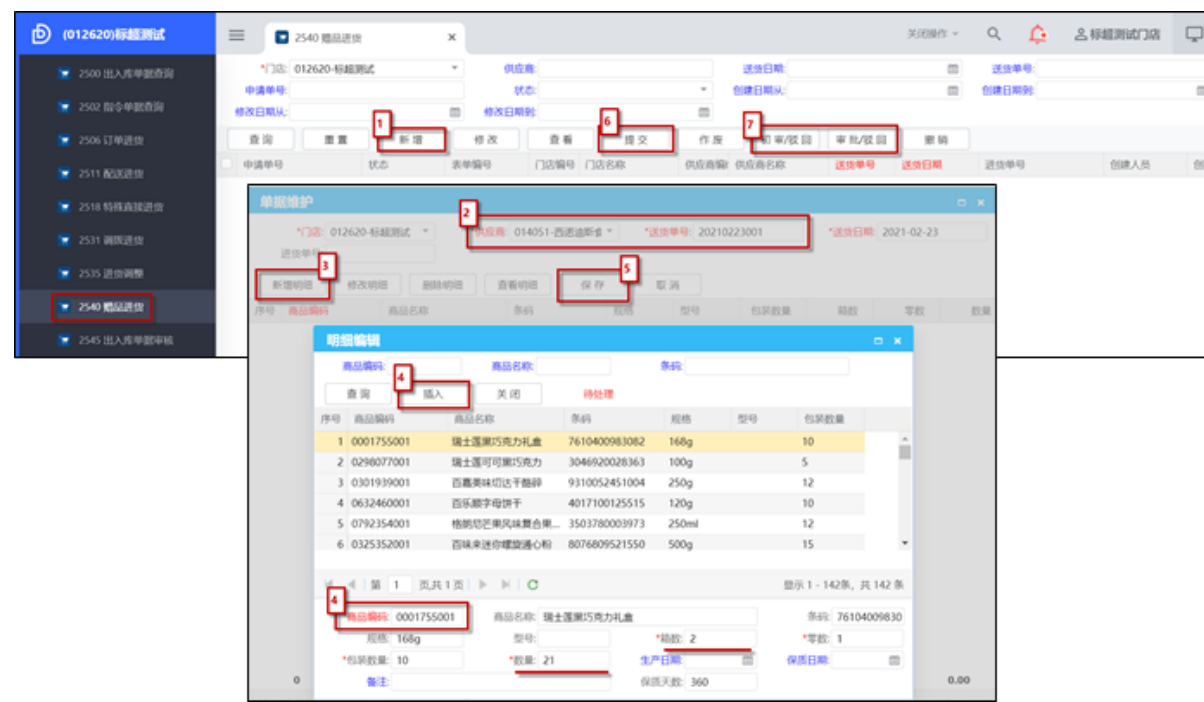 (012620)标超测试
2540 赠品进货
×
关闭操作
标超测试门店
2500 出入库单据查询
2502 指令单据查询
2506 订单进货
2511 配送进货
2518 特殊直接进货
2531 调拨进货
2535 进货调整
2540 赠品进货
2545 出入库单据审核
*门店: 012620-标超测试 供应商: 送货日期: 送货单号:
申请单号: 状态: 创建日期从: 创建日期到:
修改日期从: 修改日期到:
1 6 7
查 询 重 置 新 增 修 改 查 看 提 交 作 废 初 审/驳 回 审 批/驳 回 撤 销
申请单号 状态 表单编号 门店编号 门店名称 供应商编 供应商名称 送货单号 送货日期 进货单号 创建人员
单据维护
2
*门店: 012620-标超测试 供应商: 014051-西诺迪斯食 *送货单号: 20210223001 *送货日期: 2021-02-23
进货单号
3 5
新增明细 修改明细 删除明细 查看明细 保 存 取 消
序号 商品编码 商品名称 条码 规格 型号 包装数量 箱数 零数 数量
明细编辑
商品编码: 商品名称: 条码:
4
查 询 插 入 关 闭 待处理
序号 商品编码 商品名称 条码 规格 型号 包装数量
1 0001755001 瑞士莲黑巧克力礼盒 7610400983082 168g 10
2 0298077001 瑞士莲可可黑巧克力 3046920028363 100g 5
3 0301939001 百嘉美味切达干酪碎 9310052451004 250g 12
4 0632460001 百乐顺字母饼干 4017100125515 120g 10
5 0792354001 格朗尼芒果风味复合果... 3503780003973 250ml 12
6 0325352001 百味来迷你螺旋通心粉 8076809521550 500g 15
第 1 页,共 1 页 显示 1 - 142条, 共 142 条
4
商品编码: 0001755001 商品名称: 瑞士莲黑巧克力礼盒 条码: 76104009830
规格: 168g 型号: *箱数: 2 *零数: 1
*包装数量: 10 *数量: 21 生产日期: 保质日期:
备注: 保质天数: 360
0 0.00